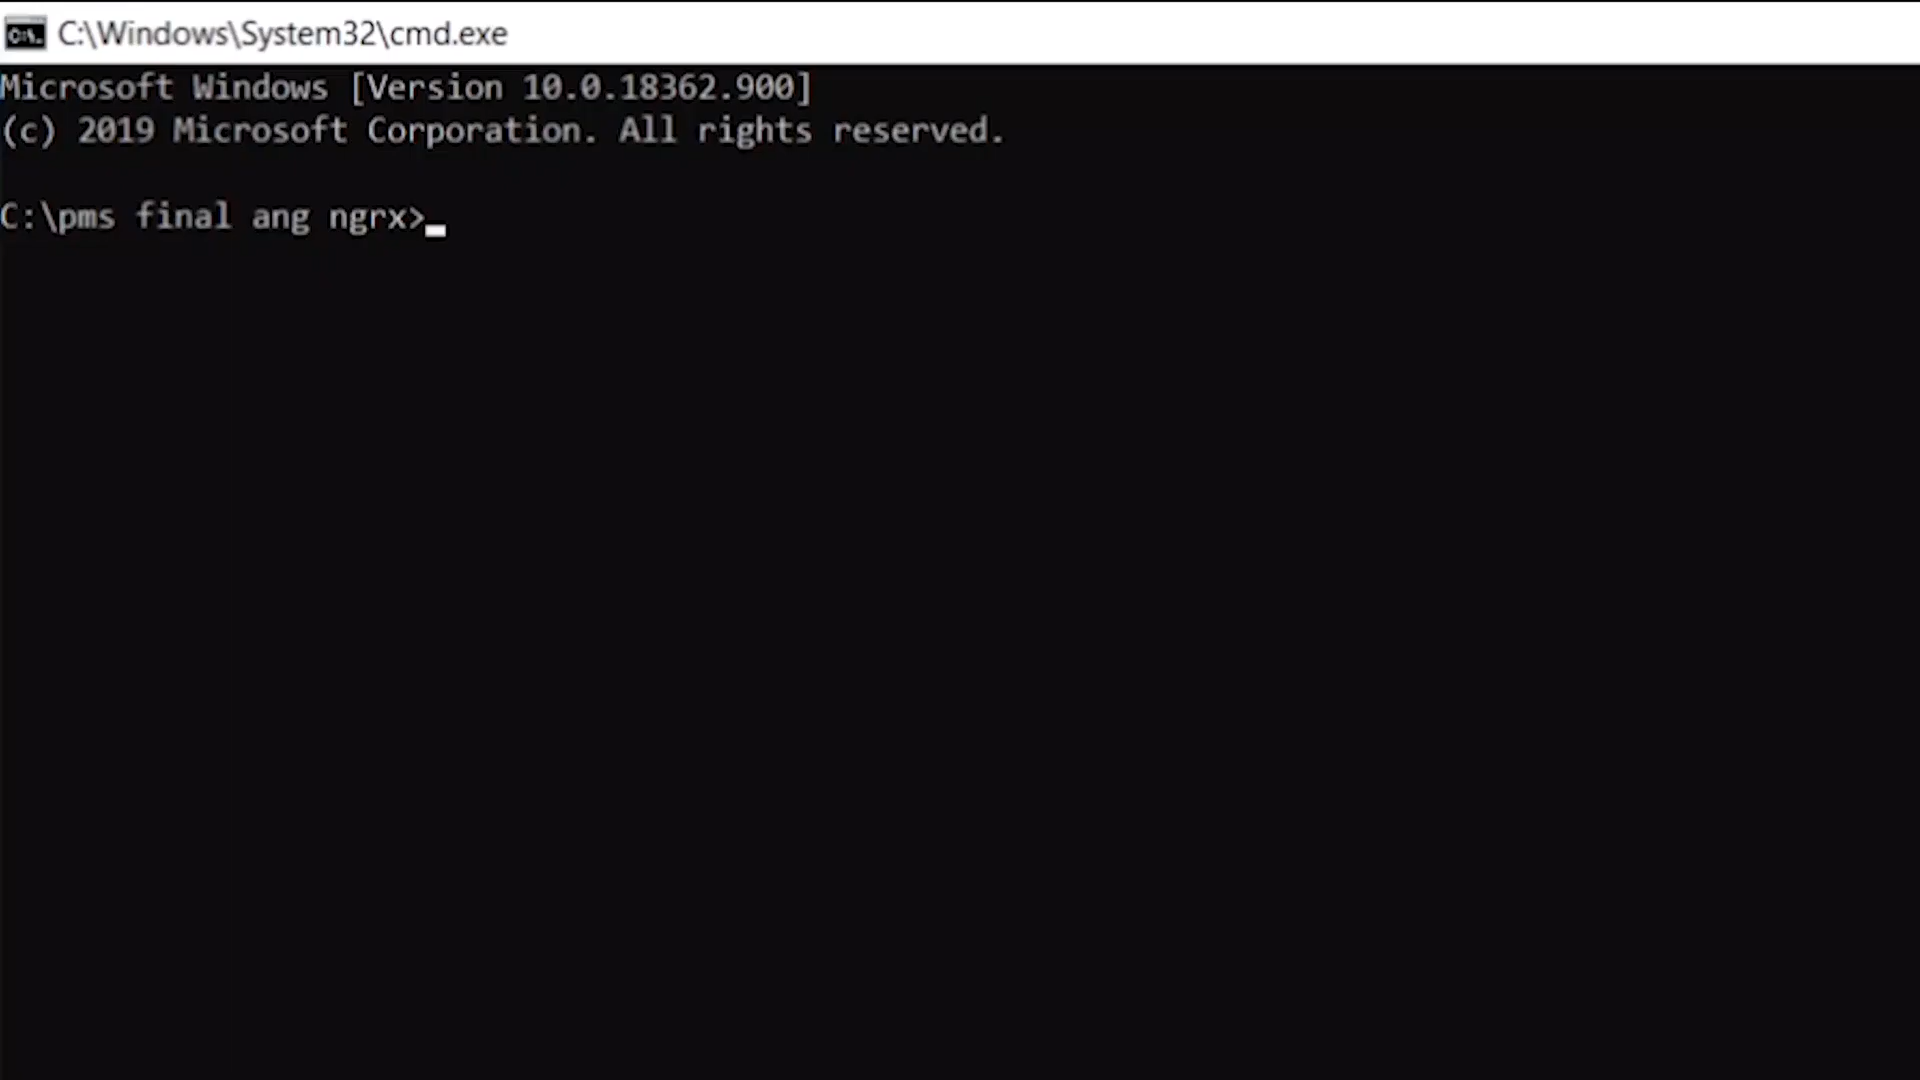 C:\Windows\System32\cmd.exe
Microsoft Windows [Version 10.0.18362.900]
(c) 2019 Microsoft Corporation. All rights reserved.
C:\pms final ang ngrx>